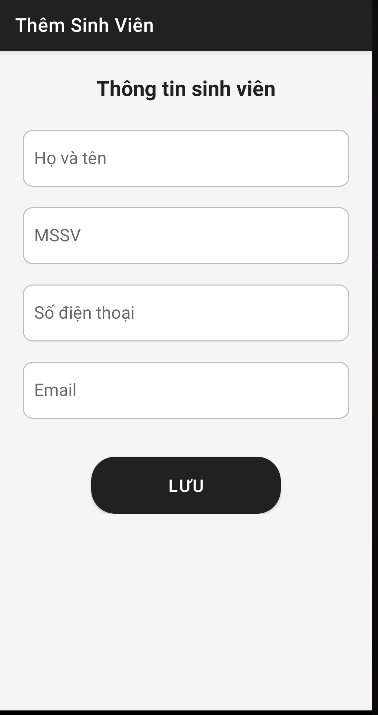 Thêm Sinh Viên
Thông tin sinh viên
Họ và tên
MSSV
Số điện thoại
Email
LƯU